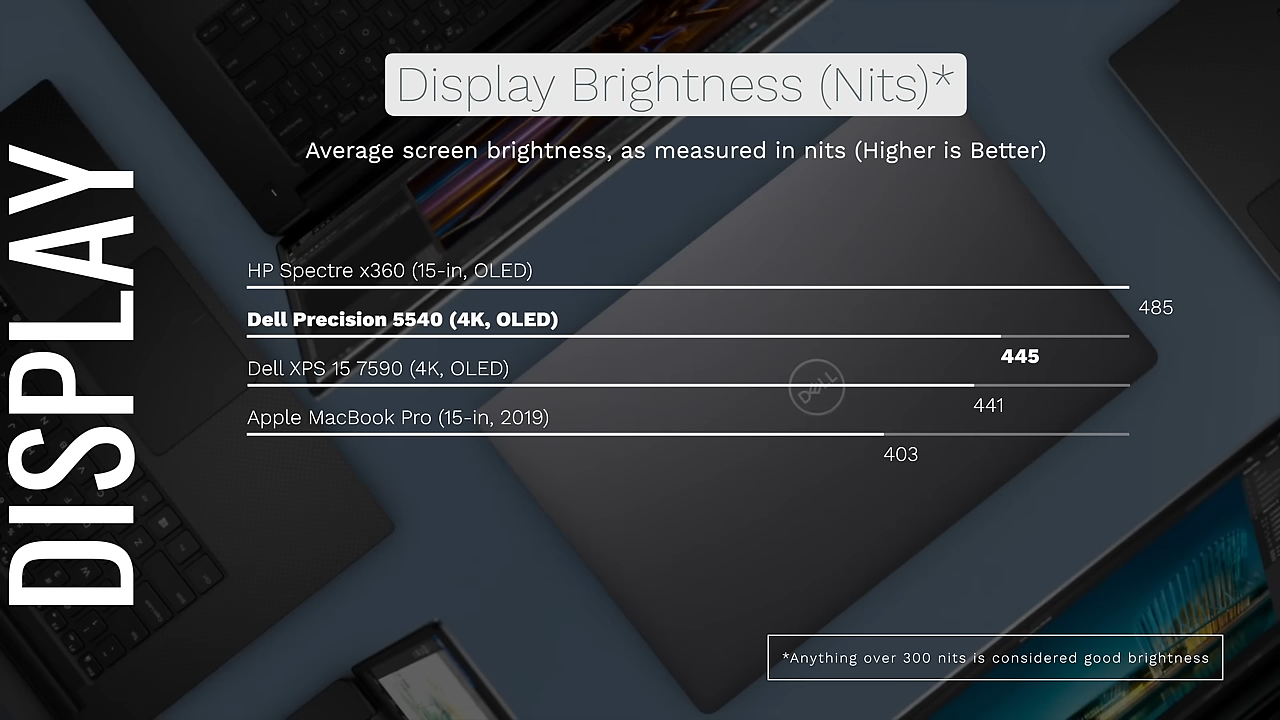 Display Brightness (Nits)*
Average screen brightness, as measured in nits (Higher is Better)
DISPLAY
HP Spectre x360 (15-in, OLED)
485
Dell Precision 5540 (4K, OLED)
445
Dell XPS 15 7590 (4K, OLED)
441
Apple MacBook Pro (15-in, 2019)
403
DELL
*Anything over 300 nits is considered good brightness